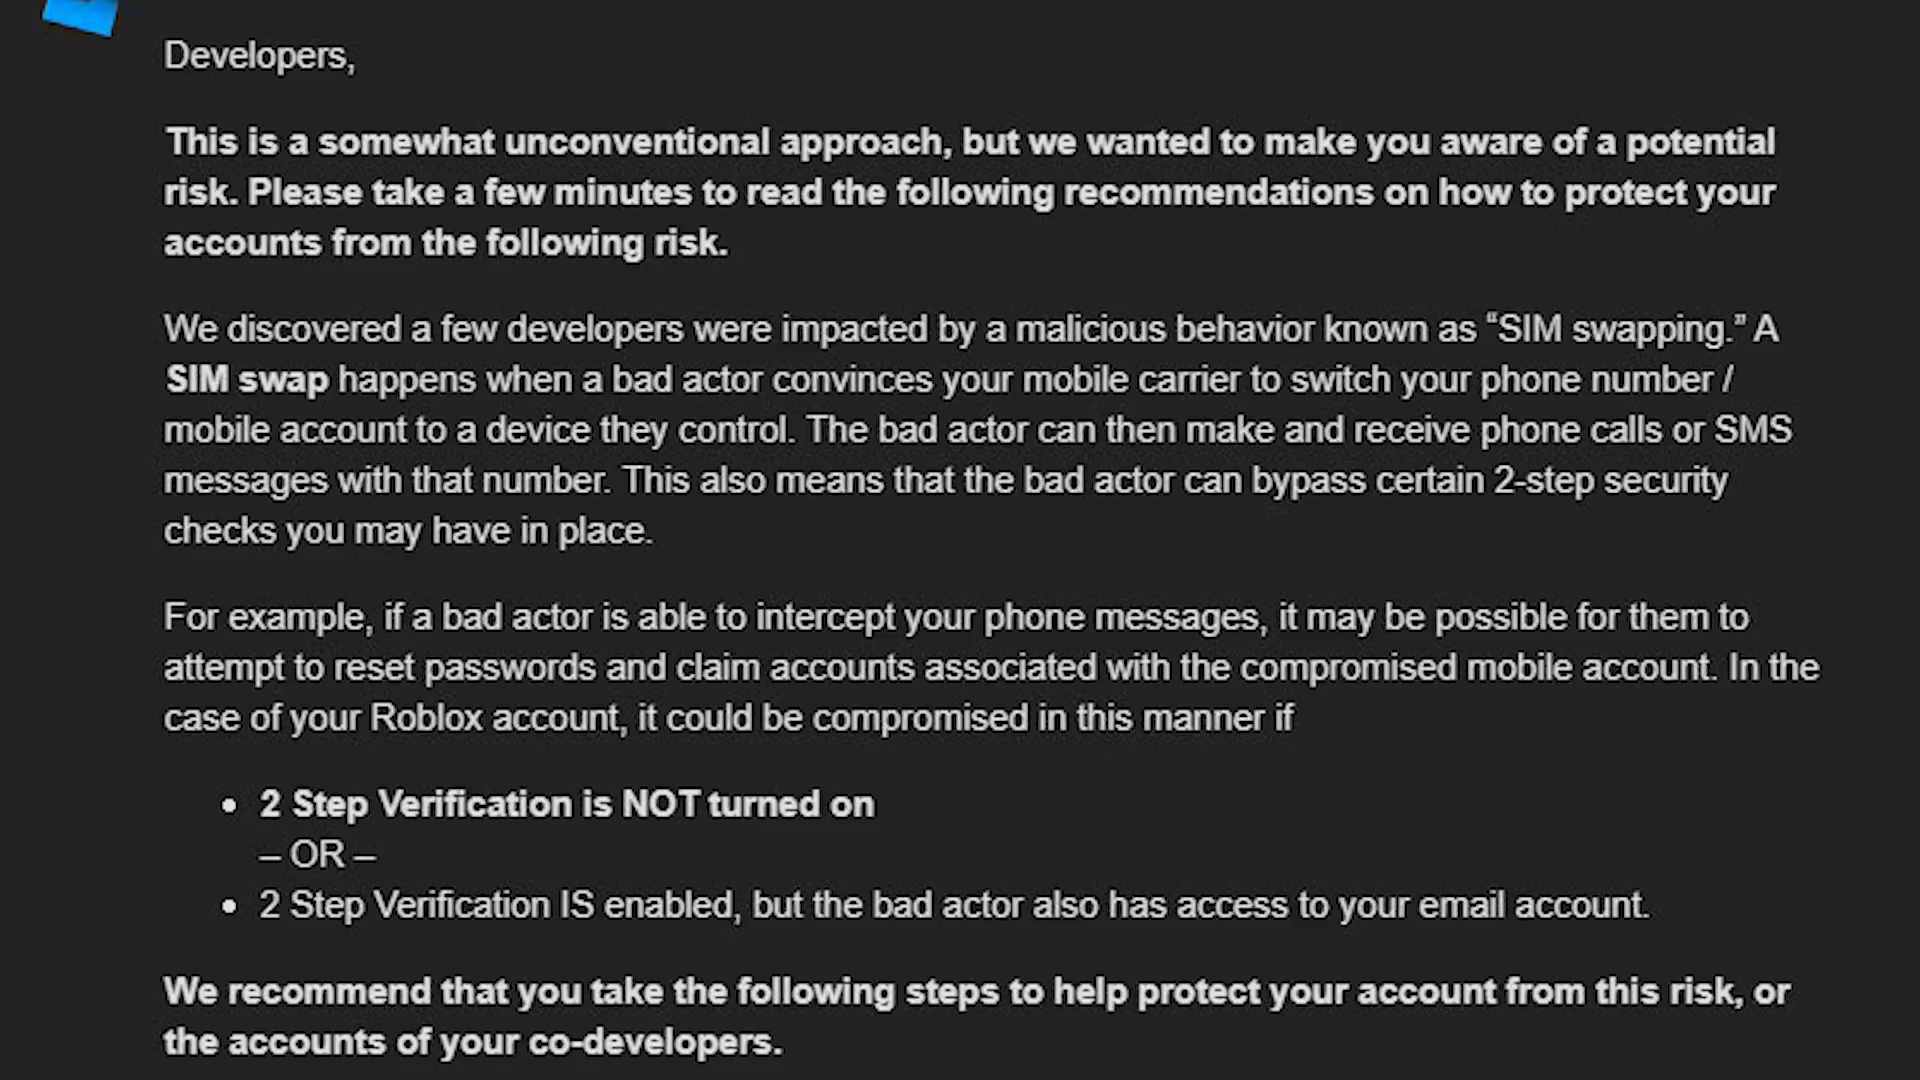 Developers,
This is a somewhat unconventional approach, but we wanted to make you aware of a potential
risk. Please take a few minutes to read the following recommendations on how to protect your
accounts from the following risk.
We discovered a few developers were impacted by a malicious behavior known as “SIM swapping.” A
SIM swap happens when a bad actor convinces your mobile carrier to switch your phone number /
mobile account to a device they control. The bad actor can then make and receive phone calls or SMS
messages with that number. This also means that the bad actor can bypass certain 2-step security
checks you may have in place.
For example, if a bad actor is able to intercept your phone messages, it may be possible for them to
attempt to reset passwords and claim accounts associated with the compromised mobile account. In the
case of your Roblox account, it could be compromised in this manner if
• 2 Step Verification is NOT turned on
– OR –
• 2 Step Verification IS enabled, but the bad actor also has access to your email account.
We recommend that you take the following steps to help protect your account from this risk, or
the accounts of your co-developers.